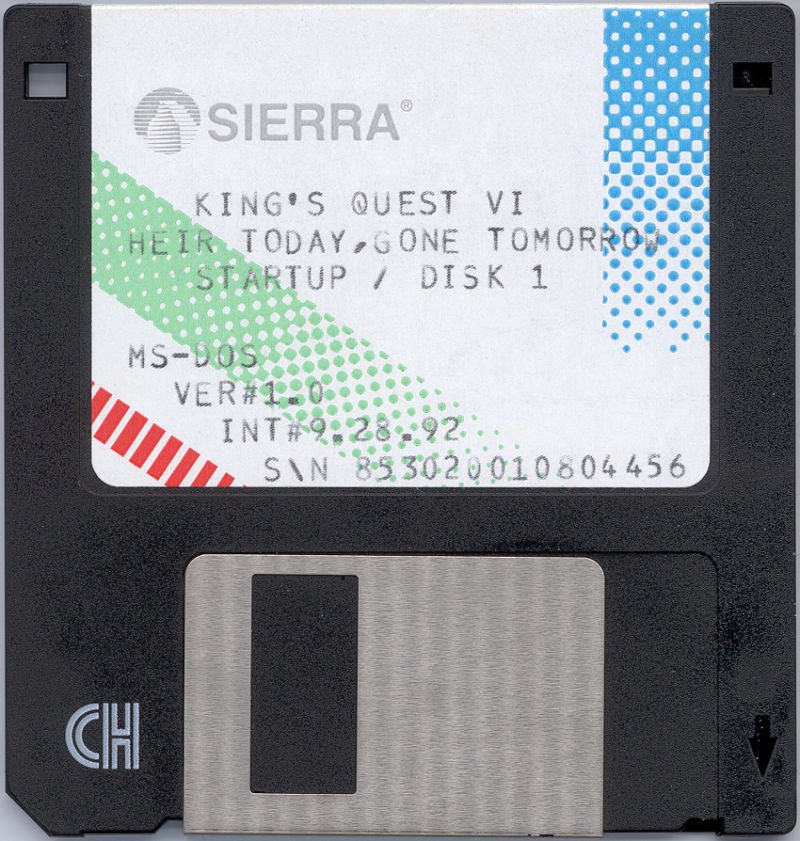 SIERRA®
KING'S QUEST VI
HEIR TODAY,GONE TOMORROW
STARTUP / DISK 1
MS-DOS
VER#1.0
INT#9.28.92
S\N 853020010804456
CH